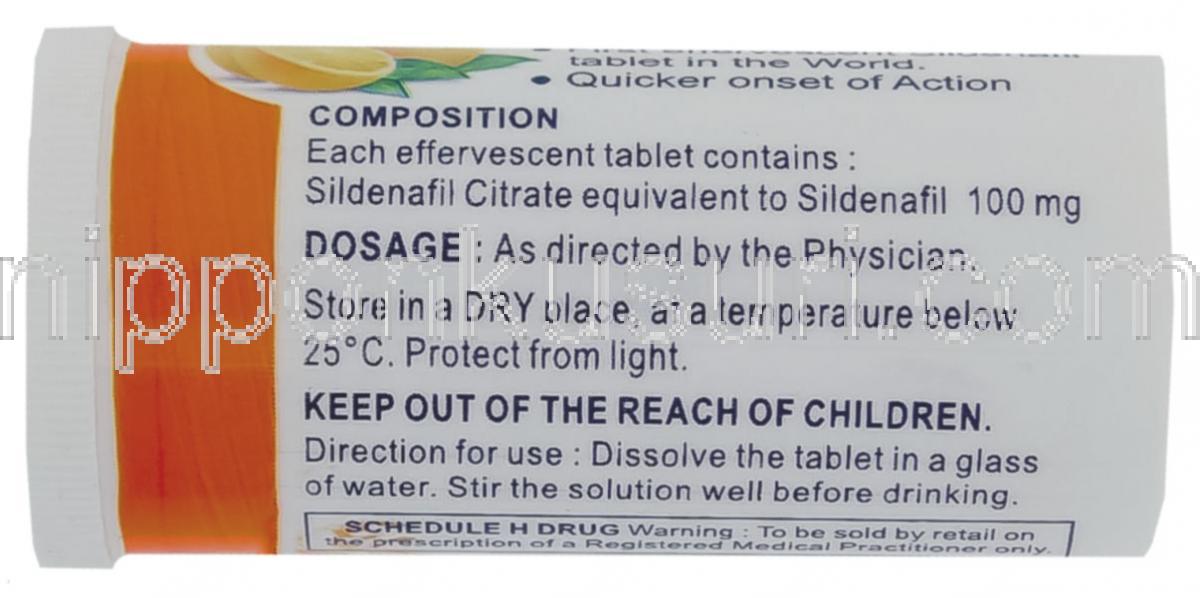 • First effervescent Sildenafil
tablet in the World.
• Quicker onset of Action
COMPOSITION
Each effervescent tablet contains :
Sildenafil Citrate equivalent to Sildenafil 100 mg
DOSAGE : As directed by the Physician.
nipponkusuri.com
Store in a DRY place, at a temperature below
25°C. Protect from light.
KEEP OUT OF THE REACH OF CHILDREN.
Direction for use : Dissolve the tablet in a glass
of water. Stir the solution well before drinking.
SCHEDULE H DRUG Warning : To be sold by retail on
the prescription of a Registered Medical Practitioner only.